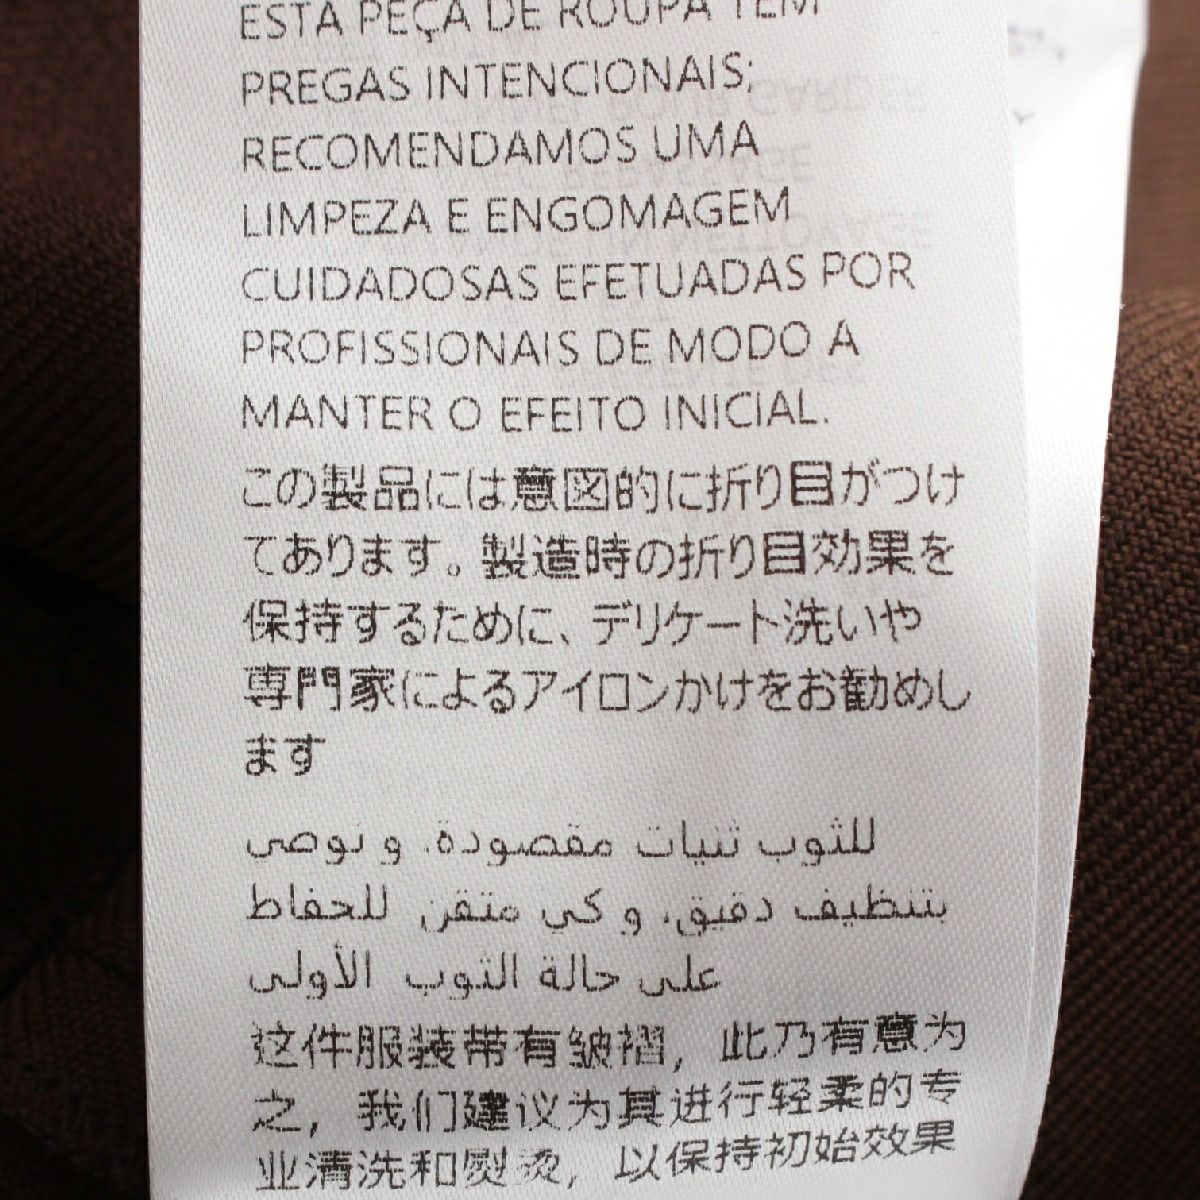 ESTA PEÇA DE ROUPA TEM
PREGAS INTENCIONAIS;
RECOMENDAMOS UMA
LIMPEZA E ENGOMAGEM
CUIDADOSAS EFETUADAS POR
PROFISSIONAIS DE MODO A
MANTER O EFEITO INICIAL.
この製品には意図的に折り目がつけ
てあります。製造時の折り目効果を
保持するために、デリケート洗いや
専門家によるアイロンかけをお勧めし
ます
للثوب ثنيات مقصودة، و نوصى
بتنظيف دقيق، و كي متقن للحفاظ
على حالة الثوب الأولى
这件服装带有皱褶，此乃有意为
之，我们建议为其进行轻柔的专
业清洗和熨烫，以保持初始效果